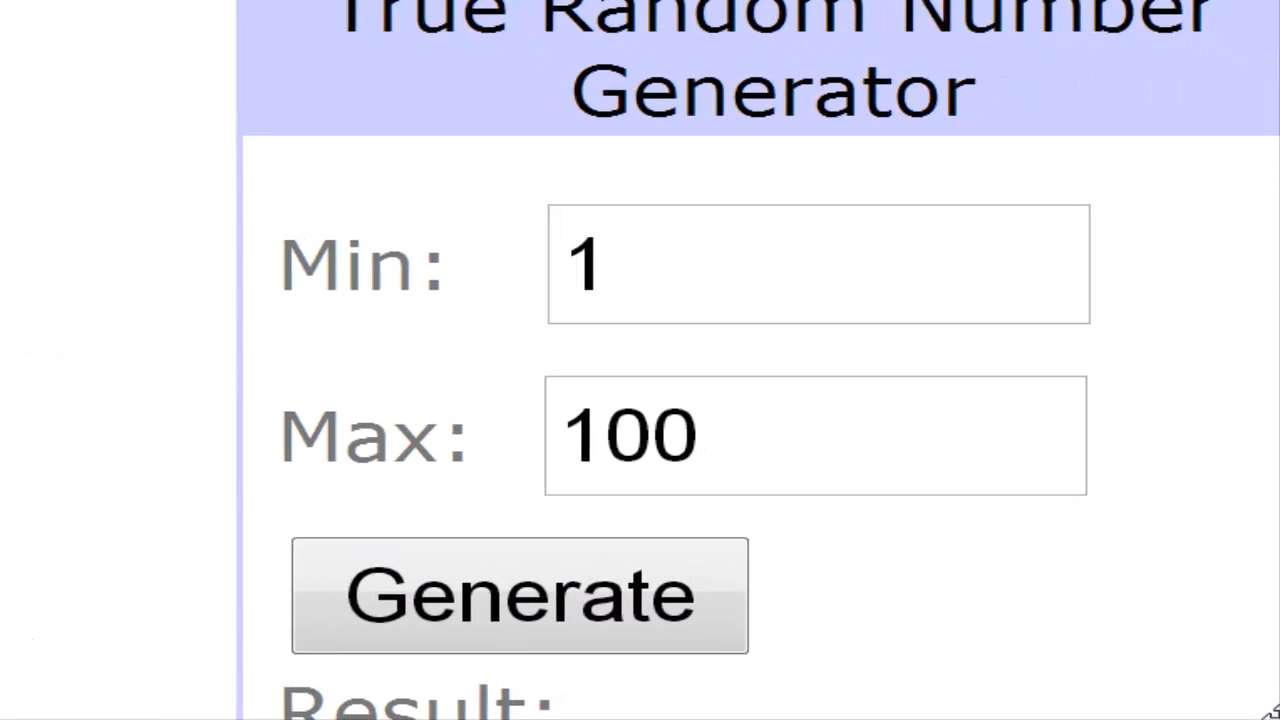 True Random Number
Generator
Min: 1
Max: 100
Generate
Result: